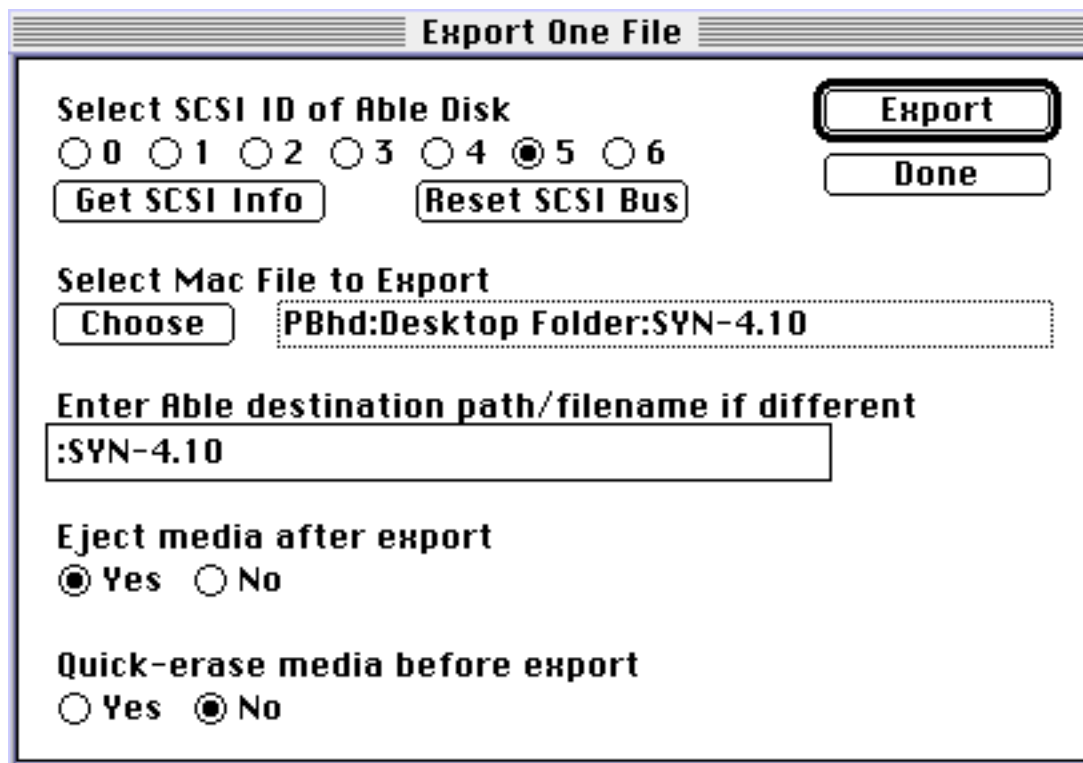 Export One File
Select SCSI ID of Able Disk
0 1 2 3 4 5 6
Get SCSI Info Reset SCSI Bus
Export
Done
Select Mac File to Export
Choose PBhd:Desktop Folder:SYN-4.10
Enter Able destination path/filename if different
:SYN-4.10
Eject media after export
Yes No
Quick-erase media before export
Yes No